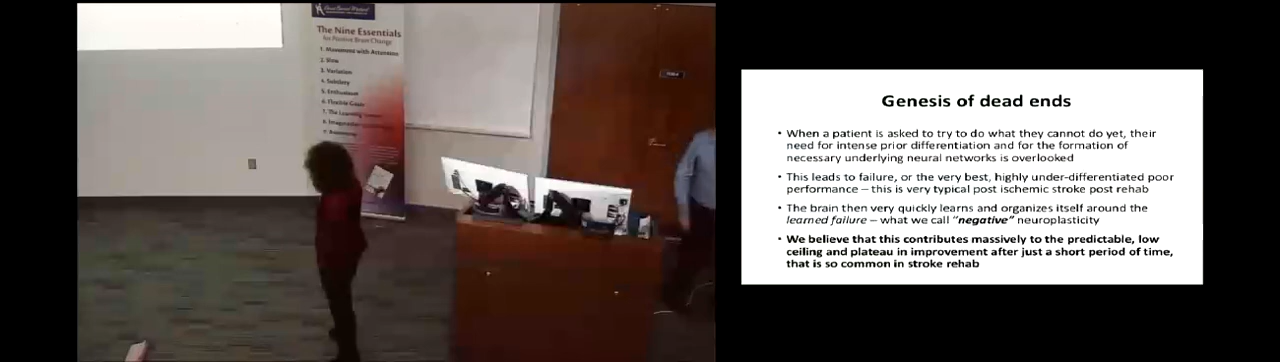 The Nine Essentials
for Positive Brain Change
1. Movement with Attention
2. Slow
3. Variation
4. Subtlety
5. Enthusiasm
6. Flexible Goals
7. The Learning Switch
8. Imagination
9. Awareness
Genesis of dead ends
• When a patient is asked to try to do what they cannot do yet, their
need for intense prior differentiation and for the formation of
necessary underlying neural networks is overlooked
• This leads to failure, or the very best, highly under-differentiated poor
performance – this is very typical post ischemic stroke post rehab
• The brain then very quickly learns and organizes itself around the
learned failure – what we call "negative" neuroplasticity
• We believe that this contributes massively to the predictable, low
ceiling and plateau in improvement after just a short period of time,
that is so common in stroke rehab